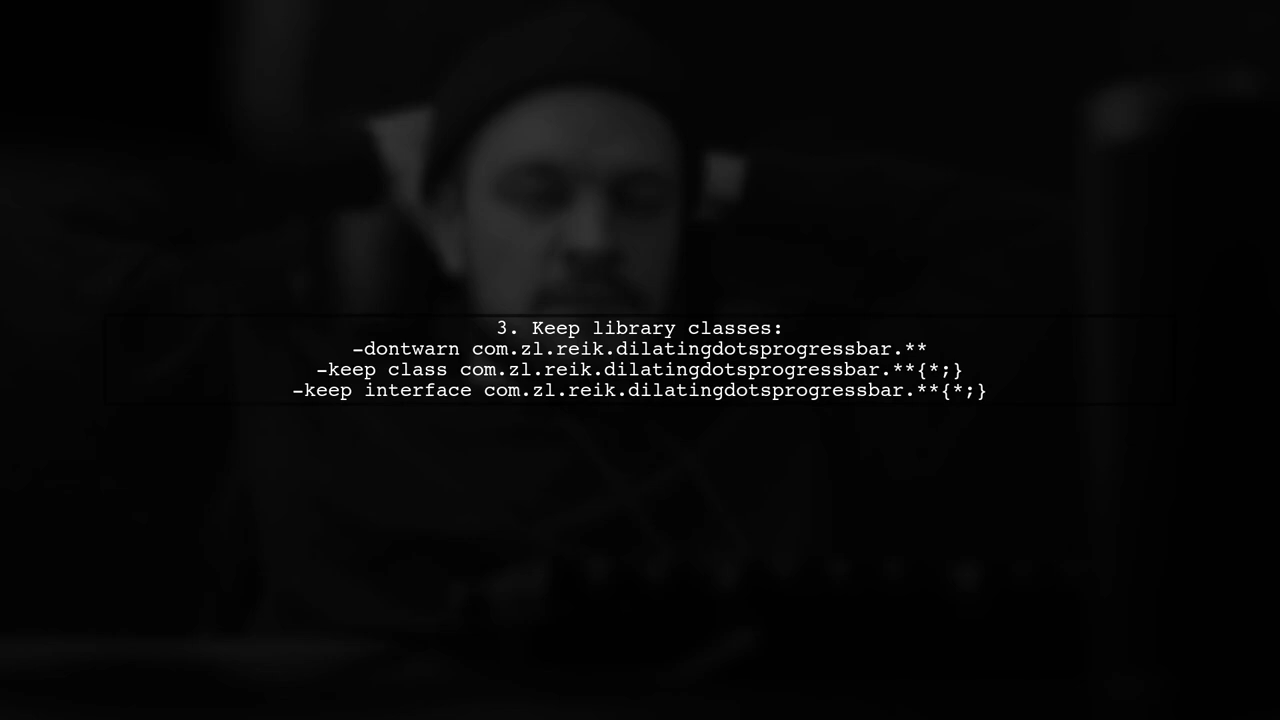 3. Keep library classes:
-dontwarn com.zl.reik.dilatingdotsprogressbar.**
-keep class com.zl.reik.dilatingdotsprogressbar.**{*;}
-keep interface com.zl.reik.dilatingdotsprogressbar.**{*;}